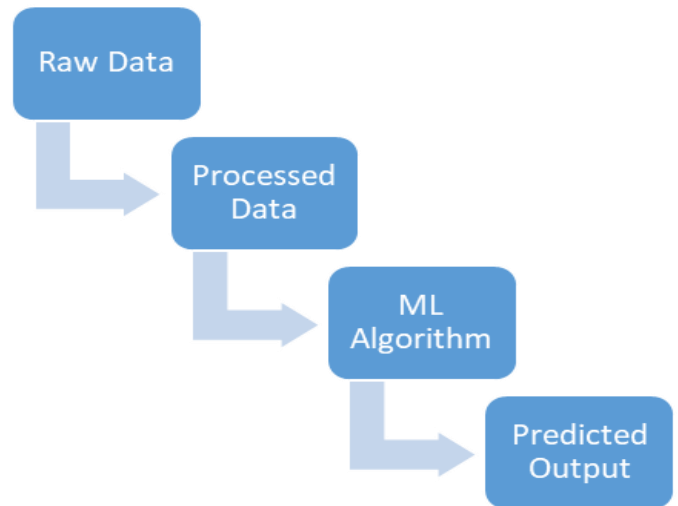 Raw Data
Processed
Data
ML
Algorithm
Predicted
Output